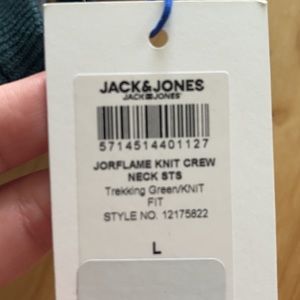 JACK&JONES
JACK&JONES
5714514401127
JORFLAME KNIT CREW
NECK STS
Trekking Green/KNIT
FIT
STYLE NO. 12175822
L